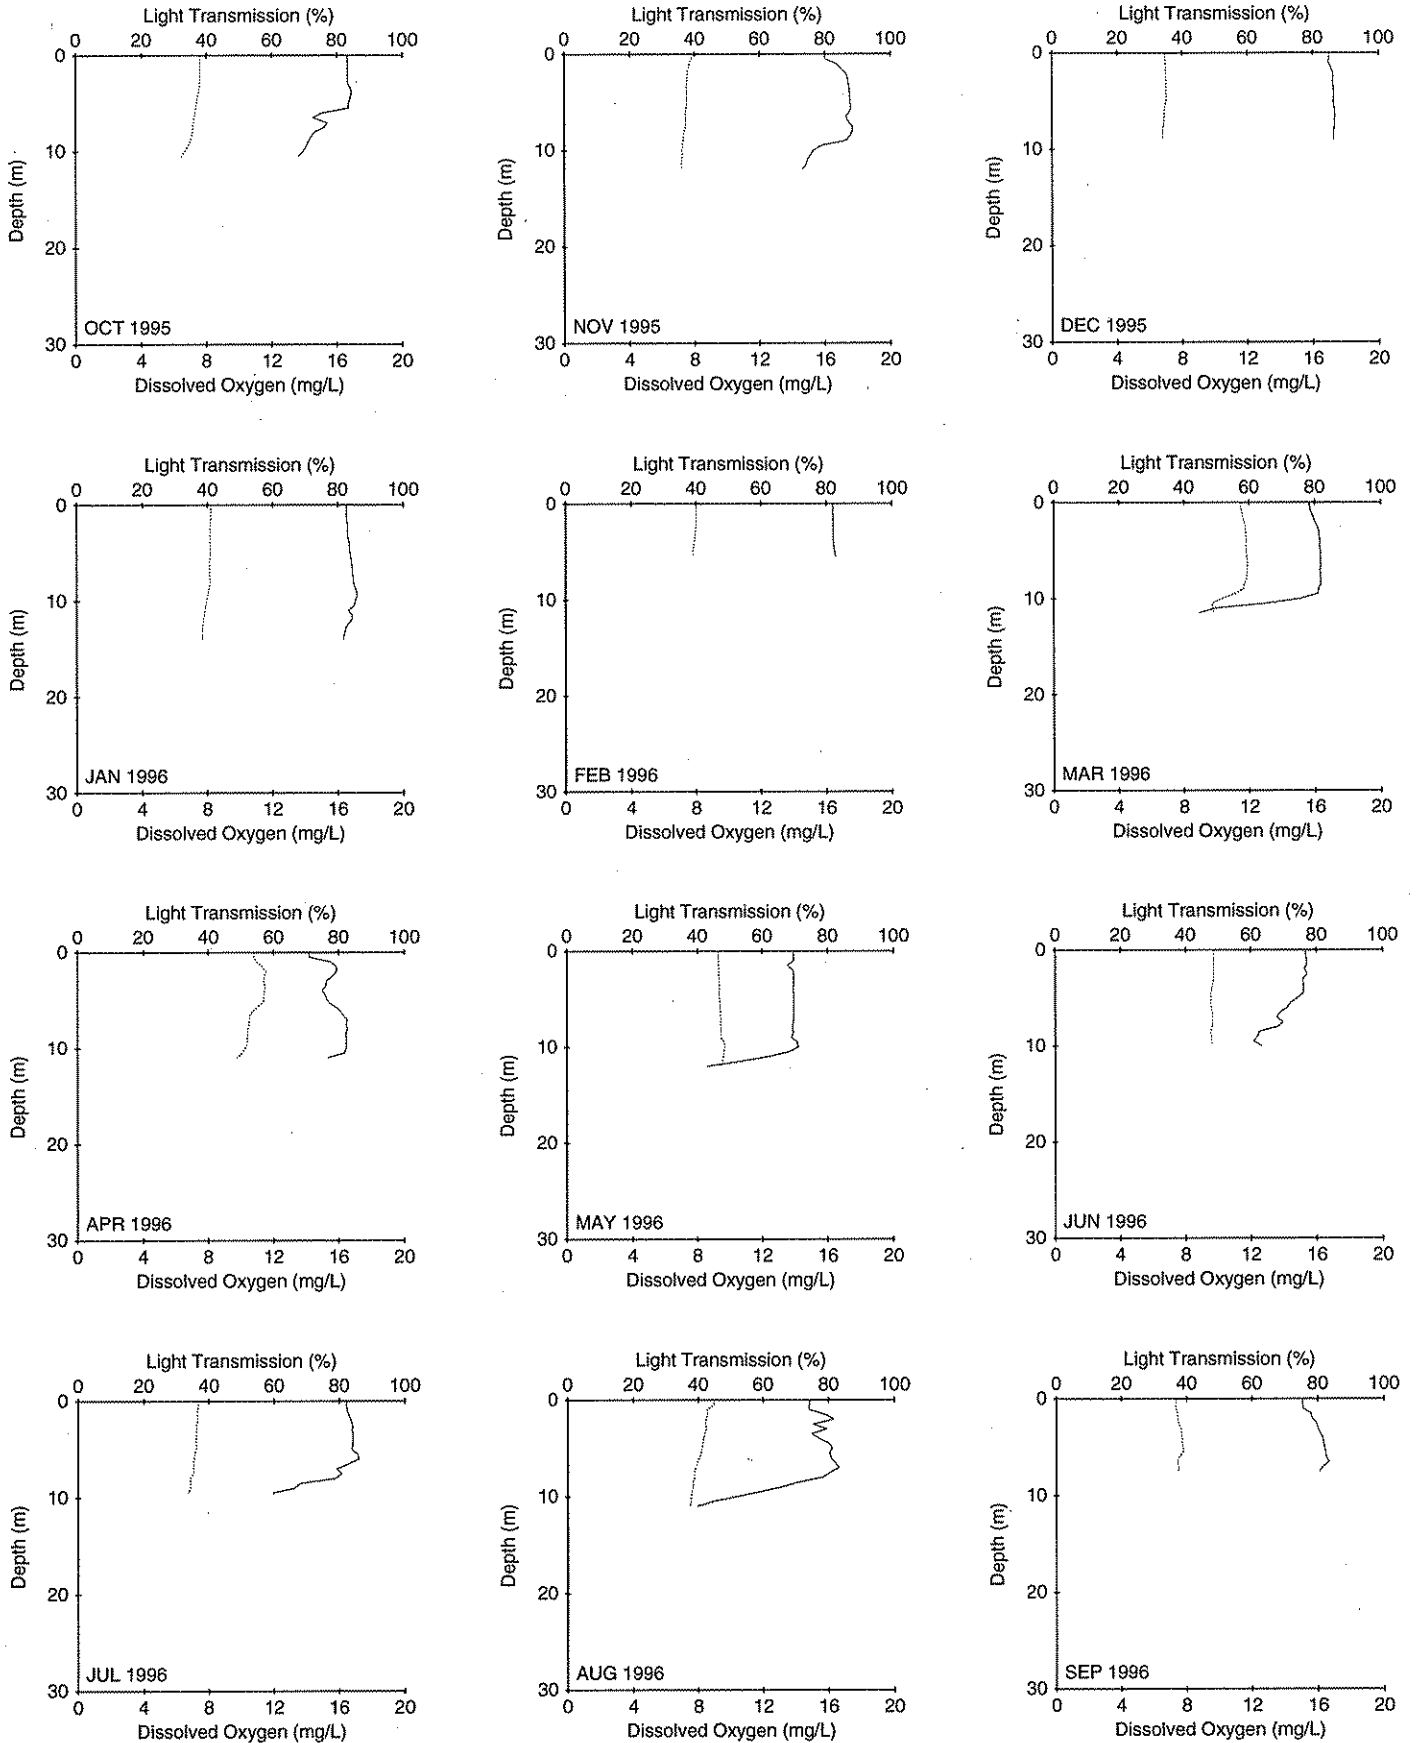 Light Transmission (%)
0 20 40 60 80 100
Depth (m)
0
10
20
30
OCT 1995
0 4 8 12 16 20
Dissolved Oxygen (mg/L)
Light Transmission (%)
0 20 40 60 80 100
Depth (m)
0
10
20
30
NOV 1995
0 4 8 12 16 20
Dissolved Oxygen (mg/L)
Light Transmission (%)
0 20 40 60 80 100
Depth (m)
0
10
20
30
DEC 1995
0 4 8 12 16 20
Dissolved Oxygen (mg/L)
Light Transmission (%)
0 20 40 60 80 100
Depth (m)
0
10
20
30
JAN 1996
0 4 8 12 16 20
Dissolved Oxygen (mg/L)
Light Transmission (%)
0 20 40 60 80 100
Depth (m)
0
10
20
30
FEB 1996
0 4 8 12 16 20
Dissolved Oxygen (mg/L)
Light Transmission (%)
0 20 40 60 80 100
Depth (m)
0
10
20
30
MAR 1996
0 4 8 12 16 20
Dissolved Oxygen (mg/L)
Light Transmission (%)
0 20 40 60 80 100
Depth (m)
0
10
20
30
APR 1996
0 4 8 12 16 20
Dissolved Oxygen (mg/L)
Light Transmission (%)
0 20 40 60 80 100
Depth (m)
0
10
20
30
MAY 1996
0 4 8 12 16 20
Dissolved Oxygen (mg/L)
Light Transmission (%)
0 20 40 60 80 100
Depth (m)
0
10
20
30
JUN 1996
0 4 8 12 16 20
Dissolved Oxygen (mg/L)
Light Transmission (%)
0 20 40 60 80 100
Depth (m)
0
10
20
30
JUL 1996
0 4 8 12 16 20
Dissolved Oxygen (mg/L)
Light Transmission (%)
0 20 40 60 80 100
Depth (m)
0
10
20
30
AUG 1996
0 4 8 12 16 20
Dissolved Oxygen (mg/L)
Light Transmission (%)
0 20 40 60 80 100
Depth (m)
0
10
20
30
SEP 1996
0 4 8 12 16 20
Dissolved Oxygen (mg/L)